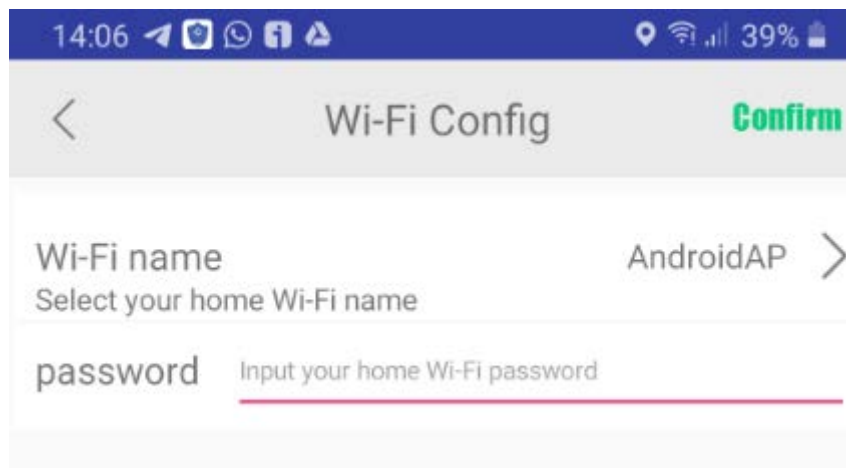 14:06 39%
Wi-Fi Config Confirm
Wi-Fi name AndroidAP
Select your home Wi-Fi name
password Input your home Wi-Fi password